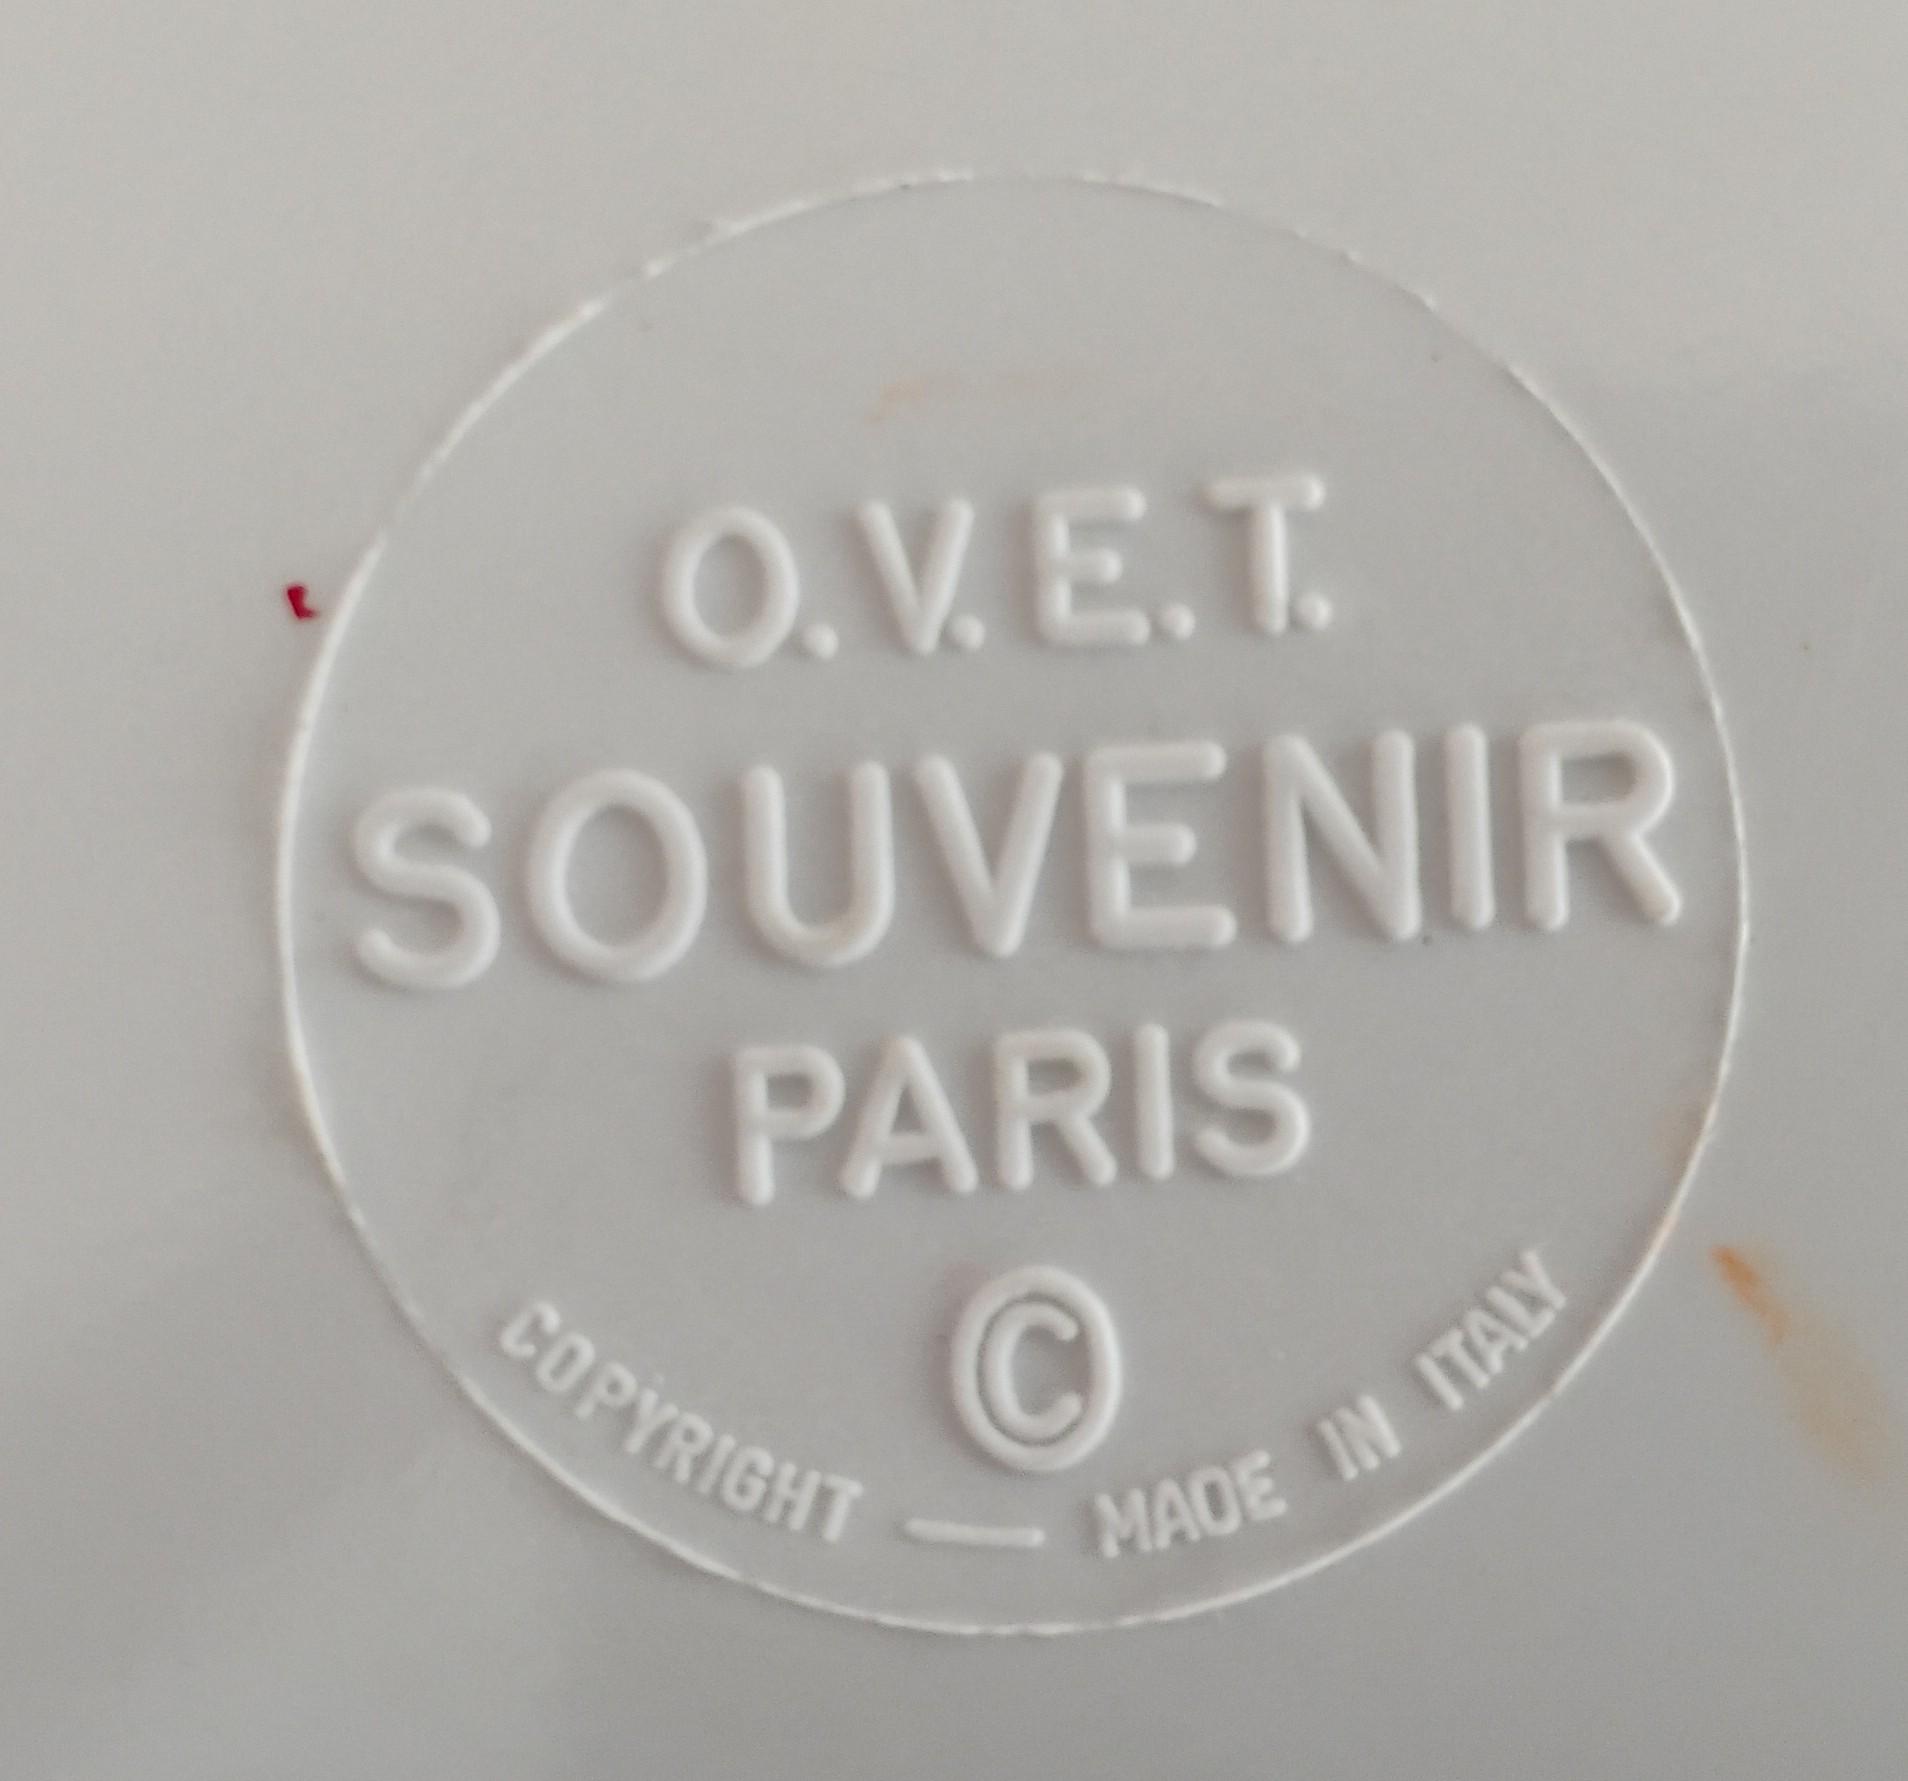 O.V.E.T.
SOUVENIR
PARIS
©
COPYRIGHT — MADE IN ITALY